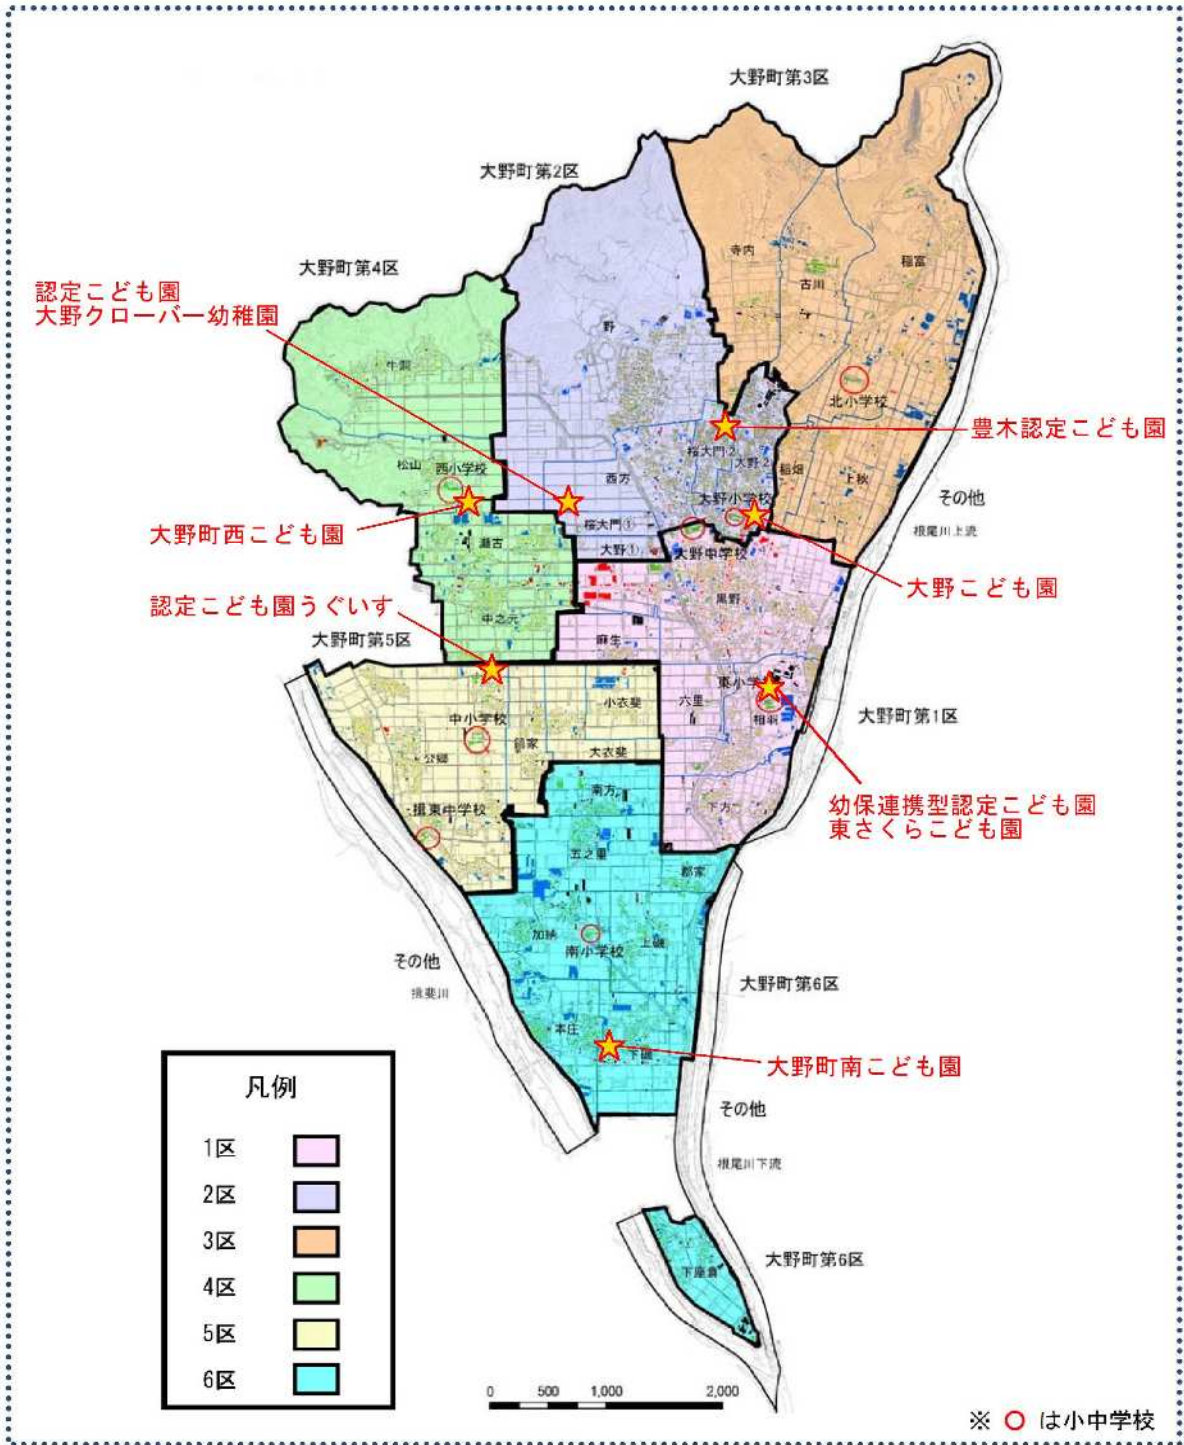 大野町第3区
大野町第2区
大野町第4区
認定こども園
大野クローバー幼稚園
寺内
稲富
古川
野
牛洞
北小学校
豊木認定こども園
桜大門②
大野②
松山
西小学校
西方
稲畑
上秋
大野小学校
その他
根尾川上流
大野町西こども園
桜大門①
瀬古
大野①
大野中学校
大野こども園
黒野
認定こども園うぐいす
中之元
麻生
大野町第5区
東小学
小衣斐
六里
相羽
大野町第1区
中小学校
郡家
大衣斐
公郷
南方
下方
幼保連携型認定こども園
東さくらこども園
揖東中学校
五之里
郡家
加納
上磯
南小学校
その他
揖斐川
大野町第6区
本庄
下磯
大野町南こども園
その他
根尾川下流
大野町第6区
下座倉
凡例
1区
2区
3区
4区
5区
6区
0 500 1,000 2,000
※ ○ は小中学校